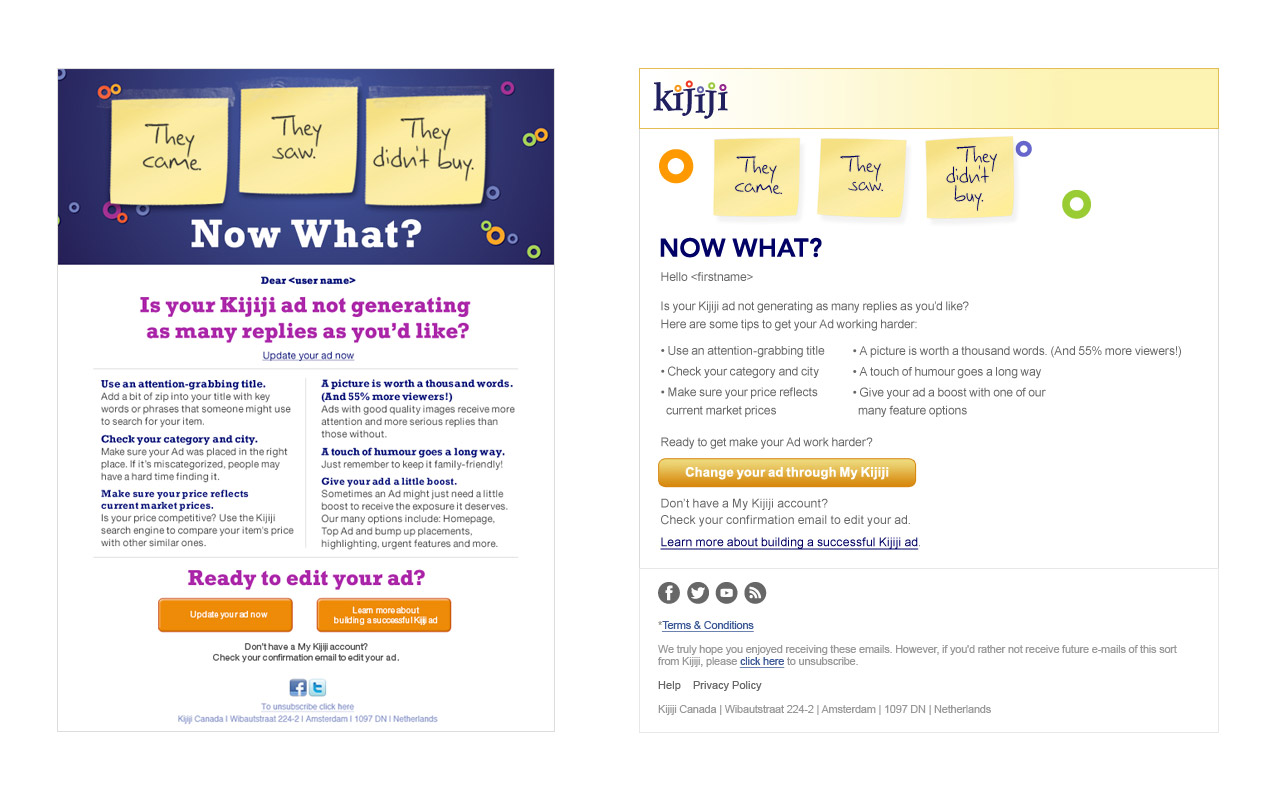 They
came.
They
saw.
They
didn't buy.
Now What?
Dear <user name>
Is your Kijiji ad not generating
as many replies as you'd like?
Update your ad now
Use an attention-grabbing title.
Add a bit of zip into your title with key
words or phrases that someone might use
to search for your item.
Check your category and city.
Make sure your Ad was placed in the right
place. If it's miscategorized, people may
have a hard time finding it.
Make sure your price reflects
current market prices.
Is your price competitive? Use the Kijiji
search engine to compare your item's price
with other similar ones.
A picture is worth a thousand words.
(And 55% more viewers!)
Ads with good quality images receive more
attention and more serious replies than
those without.
A touch of humour goes a long way.
Just remember to keep it family-friendly!
Give your add a little boost.
Sometimes an Ad might just need a little
boost to receive the exposure it deserves.
Our many options include: Homepage,
Top Ad and bump up placements,
highlighting, urgent features and more.
Ready to edit your ad?
Update your ad now
Learn more about
building a successful Kijiji ad
Don't have a My Kijiji account?
Check your confirmation email to edit your ad.
To unsubscribe click here
Kijiji Canada I Wibautstraat 224-2 I Amsterdam I 1097 DN I Netherlands
kijiji
They
came.
They
saw.
They
didn't
buy.
NOW WHAT?
Hello <firstname>
Is your Kijiji ad not generating as many replies as you'd like?
Here are some tips to get your Ad working harder:
• Use an attention-grabbing title
• Check your category and city
• Make sure your price reflects
current market prices
• A picture is worth a thousand words. (And 55% more viewers!)
• A touch of humour goes a long way
• Give your ad a boost with one of our
many feature options
Ready to get make your Ad work harder?
Change your ad through My Kijiji
Don't have a My Kijiji account?
Check your confirmation email to edit your ad.
Learn more about building a successful Kijiji ad.
*Terms & Conditions
We truly hope you enjoyed receiving these emails. However, if you'd rather not receive future e-mails of this sort
from Kijiji, please click here to unsubscribe.
Help Privacy Policy
Kijiji Canada | Wibautstraat 224-2 | Amsterdam | 1097 DN | Netherlands